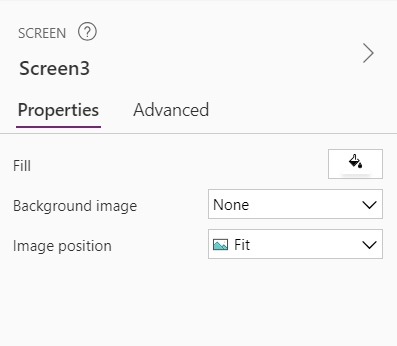 SCREEN ?
Screen3
Properties Advanced
Fill
Background image None
Image position Fit